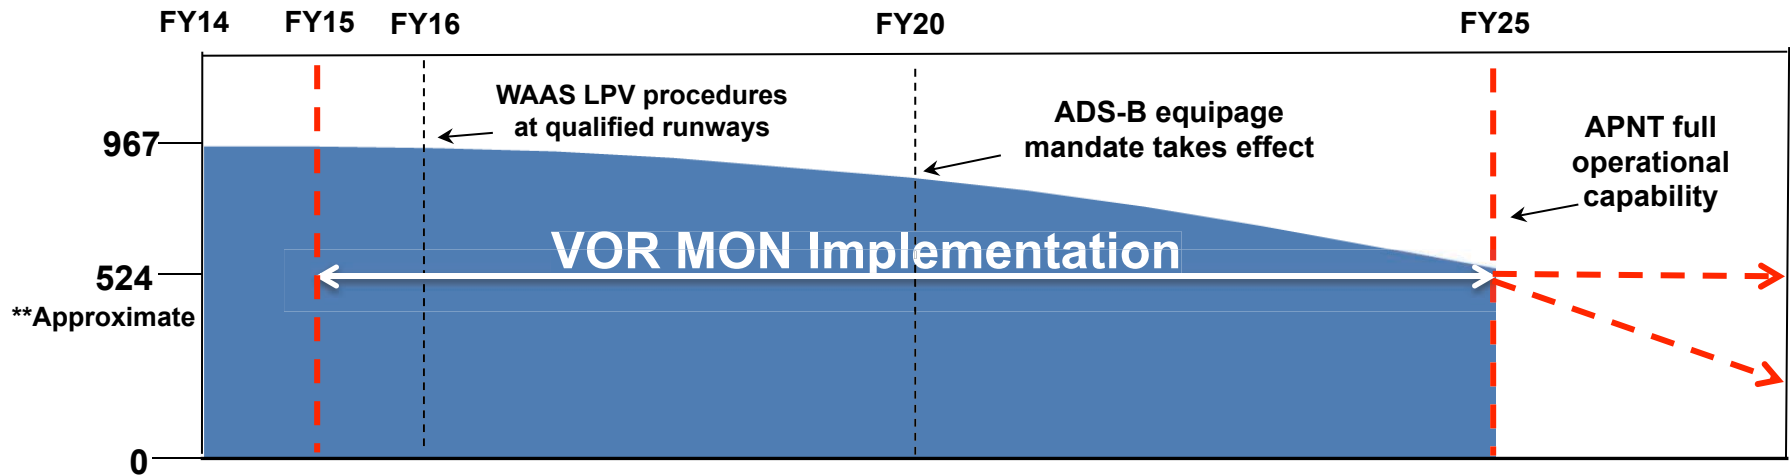 FY14 FY15 FY16 FY20 FY25
WAAS LPV procedures
at qualified runways
ADS-B equipage
mandate takes effect
APNT full
operational
capability
967
VOR MON Implementation
524
**Approximate
0